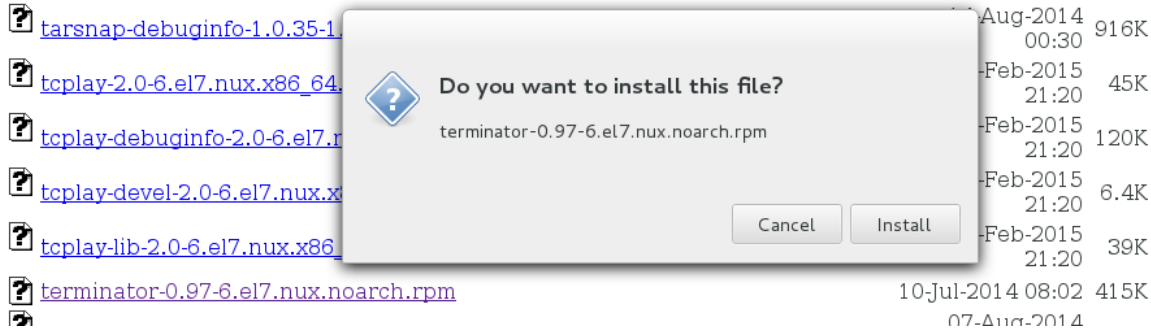 tarsnap-debuginfo-1.0.35-1
Aug-2014
00:30
916K
tcplay-2.0-6.el7.nux.x86_64.
-Feb-2015
21:20
45K
tcplay-debuginfo-2.0-6.el7.
-Feb-2015
21:20
120K
tcplay-devel-2.0-6.el7.nux.x
-Feb-2015
21:20
6.4K
tcplay-lib-2.0-6.el7.nux.x86_
-Feb-2015
21:20
39K
terminator-0.97-6.el7.nux.noarch.rpm
10-Jul-2014 08:02
415K
07-Aug-2014
Do you want to install this file?
terminator-0.97-6.el7.nux.noarch.rpm
Cancel
Install